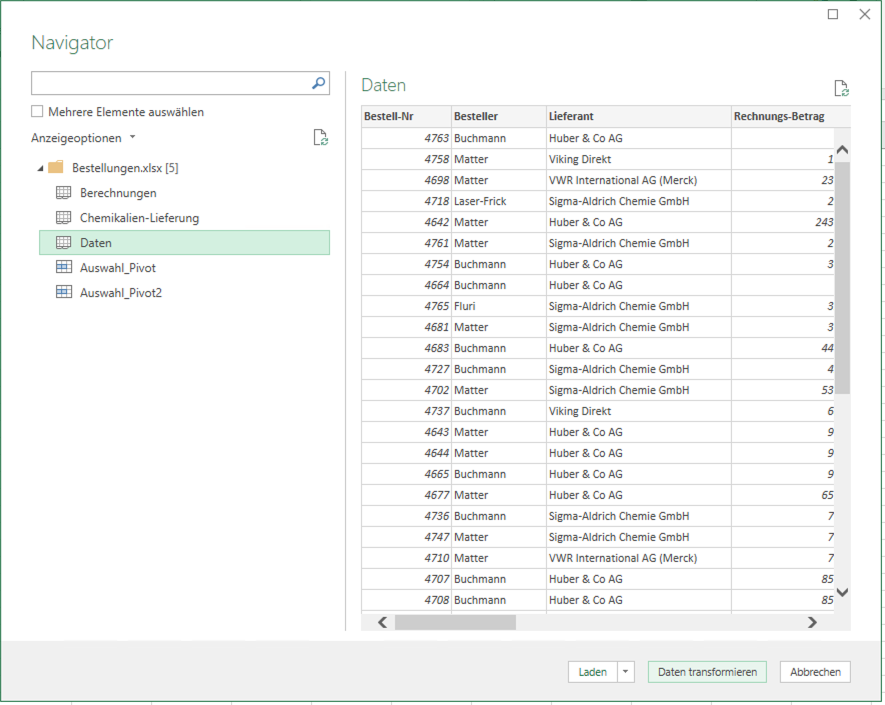 Navigator
Mehrere Elemente auswählen
Anzeigeoptionen
Bestellungen.xlsx [5]
Berechnungen
Chemikalien-Lieferung
Daten
Auswahl_Pivot
Auswahl_Pivot2
Daten
Bestell-Nr Besteller Lieferant Rechnungs-Betrag
4763 Buchmann Huber & Co AG
4758 Matter Viking Direkt 1
4698 Matter VWR International AG (Merck) 23
4718 Laser-Frick Sigma-Aldrich Chemie GmbH 2
4642 Matter Huber & Co AG 243
4761 Matter Sigma-Aldrich Chemie GmbH 2
4754 Buchmann Huber & Co AG 3
4664 Buchmann Huber & Co AG
4765 Fluri Sigma-Aldrich Chemie GmbH 3
4681 Matter Sigma-Aldrich Chemie GmbH 3
4683 Buchmann Huber & Co AG 44
4727 Buchmann Sigma-Aldrich Chemie GmbH 4
4702 Matter Sigma-Aldrich Chemie GmbH 53
4737 Buchmann Viking Direkt 6
4643 Matter Huber & Co AG 9
4644 Matter Huber & Co AG 9
4665 Buchmann Huber & Co AG 9
4677 Matter Huber & Co AG 65
4736 Buchmann Sigma-Aldrich Chemie GmbH 7
4747 Matter Sigma-Aldrich Chemie GmbH 7
4710 Matter VWR International AG (Merck) 7
4707 Buchmann Huber & Co AG 85
4708 Buchmann Huber & Co AG 85
Laden Daten transformieren Abbrechen